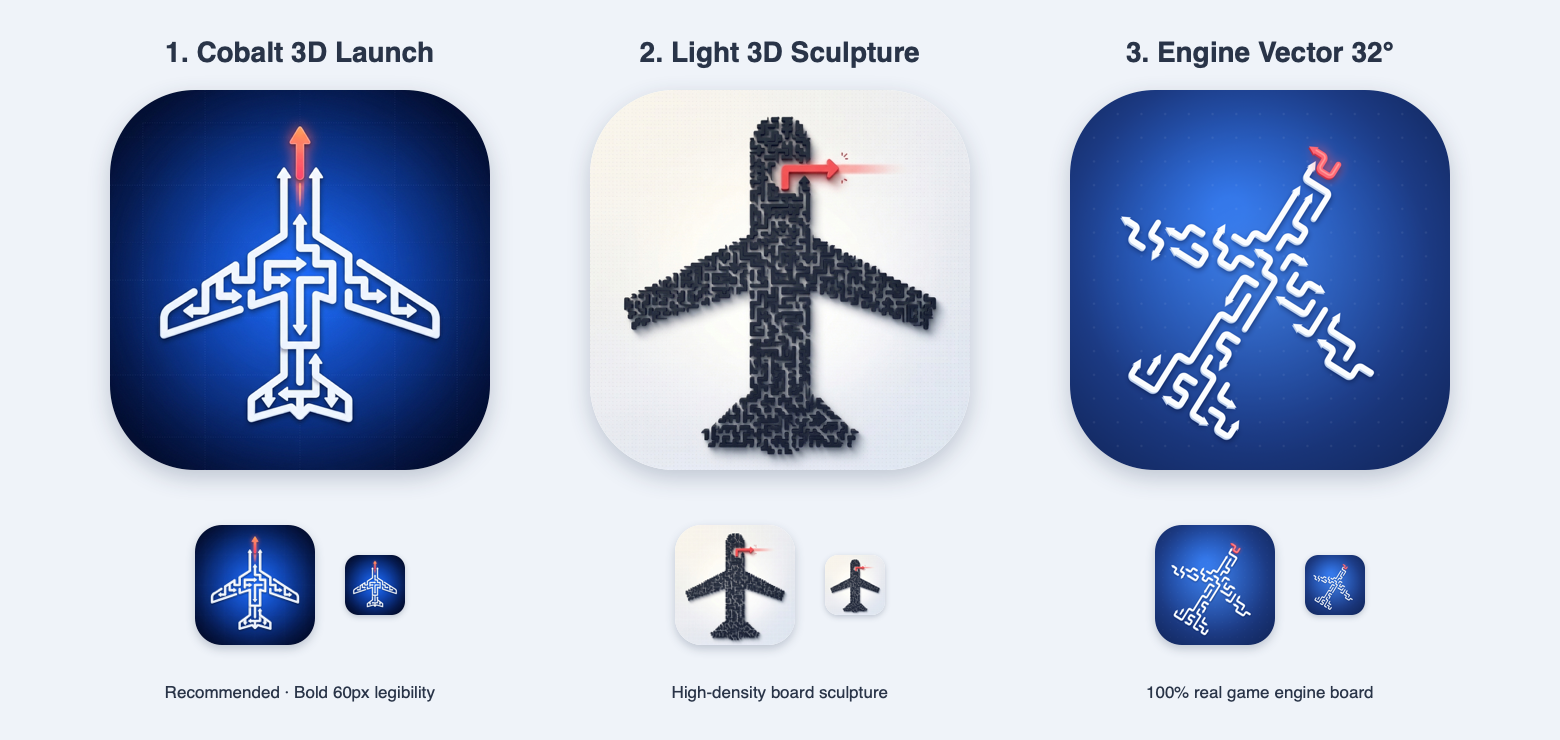 1. Cobalt 3D Launch
2. Light 3D Sculpture
3. Engine Vector 32°
Recommended · Bold 60px legibility
High-density board sculpture
100% real game engine board